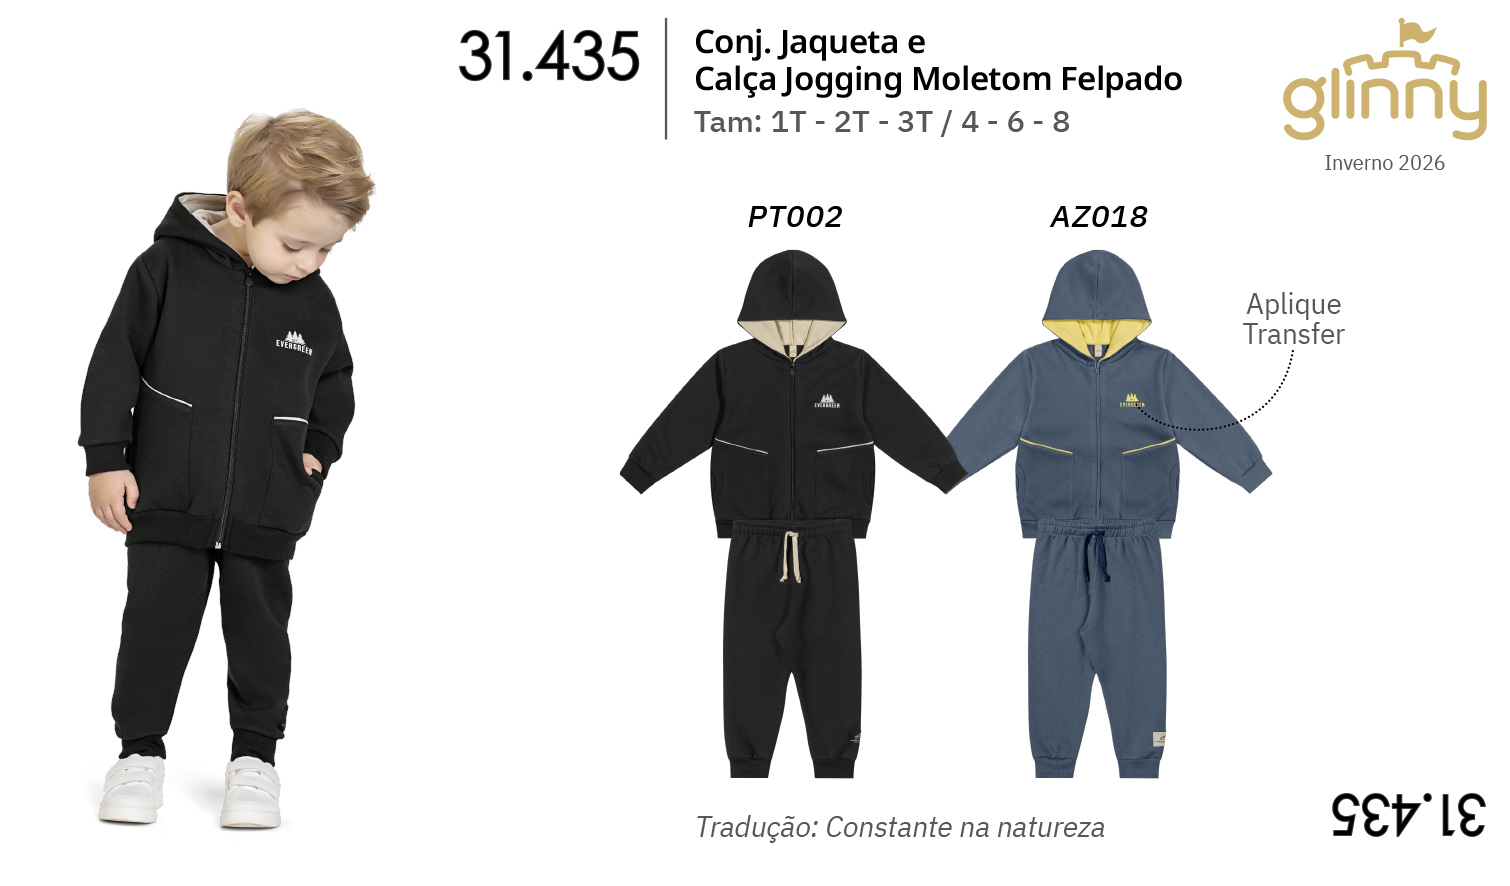 31.435
Conj. Jaqueta e
Calça Jogging Moletom Felpado
Tam: 1T - 2T - 3T / 4 - 6 - 8
glinny
Inverno 2026
PT002
AZ018
Aplique
Transfer
EVERGREEN
EVERGREEN
EVERGREEN
Tradução: Constante na natureza
31.435